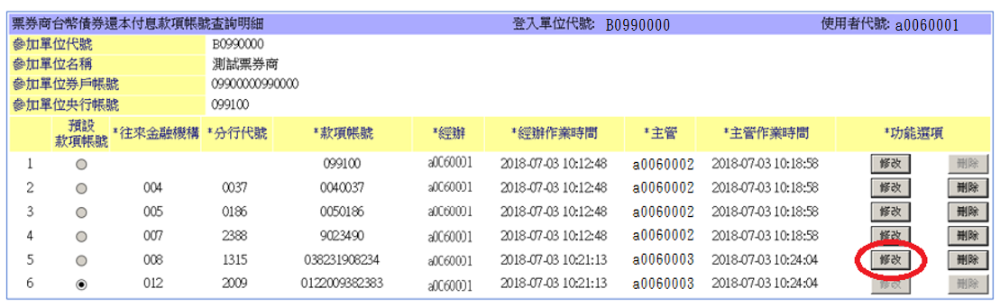 票券商台幣債券還本付息款項帳號查詢明細 登入單位代號: B0990000 使用者代號: a0060001
參加單位代號 B0990000
參加單位名稱 測試票券商
參加單位券戶帳號 09900000990000
參加單位央行帳號 099100
預設
款項帳號 *往來金融機構 *分行代號 *款項帳號 *經辦 *經辦作業時間 *主管 *主管作業時間 *功能選項
1 099100 a0060001 2018-07-03 10:12:48 a0060002 2018-07-03 10:18:58 修改 刪除
2 004 0037 0040037 a0060001 2018-07-03 10:12:48 a0060002 2018-07-03 10:18:58 修改 刪除
3 005 0186 0050186 a0060001 2018-07-03 10:12:48 a0060002 2018-07-03 10:18:58 修改 刪除
4 007 2388 9023490 a0060001 2018-07-03 10:12:48 a0060002 2018-07-03 10:18:58 修改 刪除
5 008 1315 038231908234 a0060001 2018-07-03 10:21:13 a0060003 2018-07-03 10:24:04 修改 刪除
6 012 2009 0122009382383 a0060001 2018-07-03 10:21:13 a0060003 2018-07-03 10:24:04 修改 刪除